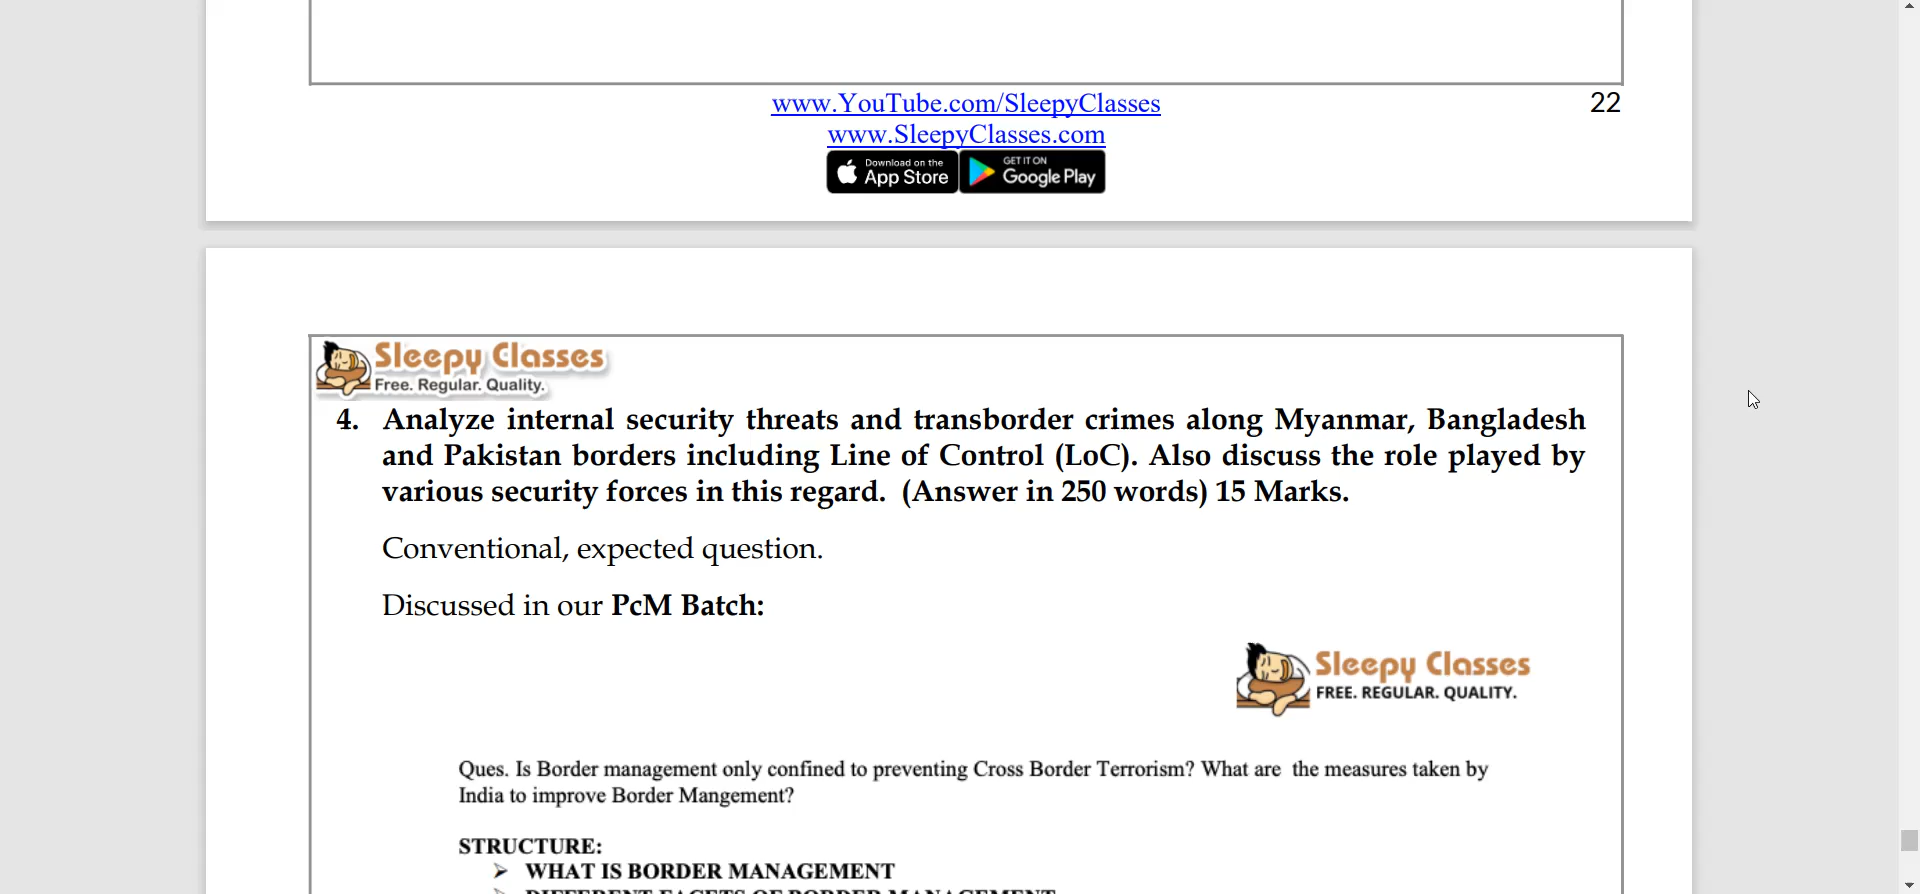 www.YouTube.com/SleepyClasses
22
www.SleepyClasses.com
Download on the
App Store
GET IT ON
Google Play
Sleepy Classes
Free. Regular. Quality.
4. Analyze internal security threats and transborder crimes along Myanmar, Bangladesh
and Pakistan borders including Line of Control (LoC). Also discuss the role played by
various security forces in this regard. (Answer in 250 words) 15 Marks.
Conventional, expected question.
Discussed in our PcM Batch:
Sleepy Classes
FREE. REGULAR. QUALITY.
Ques. Is Border management only confined to preventing Cross Border Terrorism? What are the measures taken by
India to improve Border Mangement?
STRUCTURE:
➢ WHAT IS BORDER MANAGEMENT
➢ DIFFERENT FACETS OF BORDER MANAGEMENT